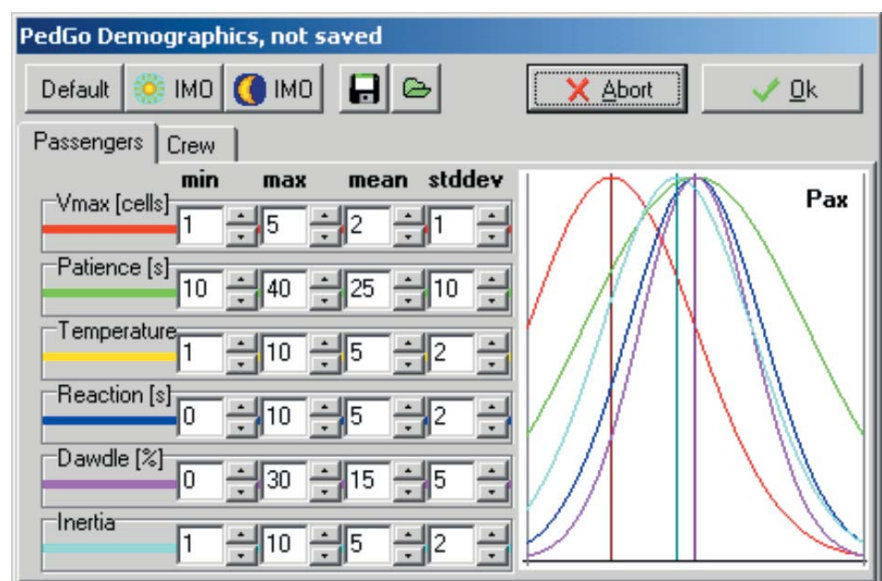 PedGo Demographics, not saved
Default IMO IMO Abort Ok
Passengers Crew
min max mean stddev
Pax
Vmax [cells] 1 5 2 1
Patience [s] 10 40 25 10
Temperature 1 10 5 2
Reaction [s] 0 10 5 2
Dawdle [%] 0 30 15 5
Inertia 1 10 5 2